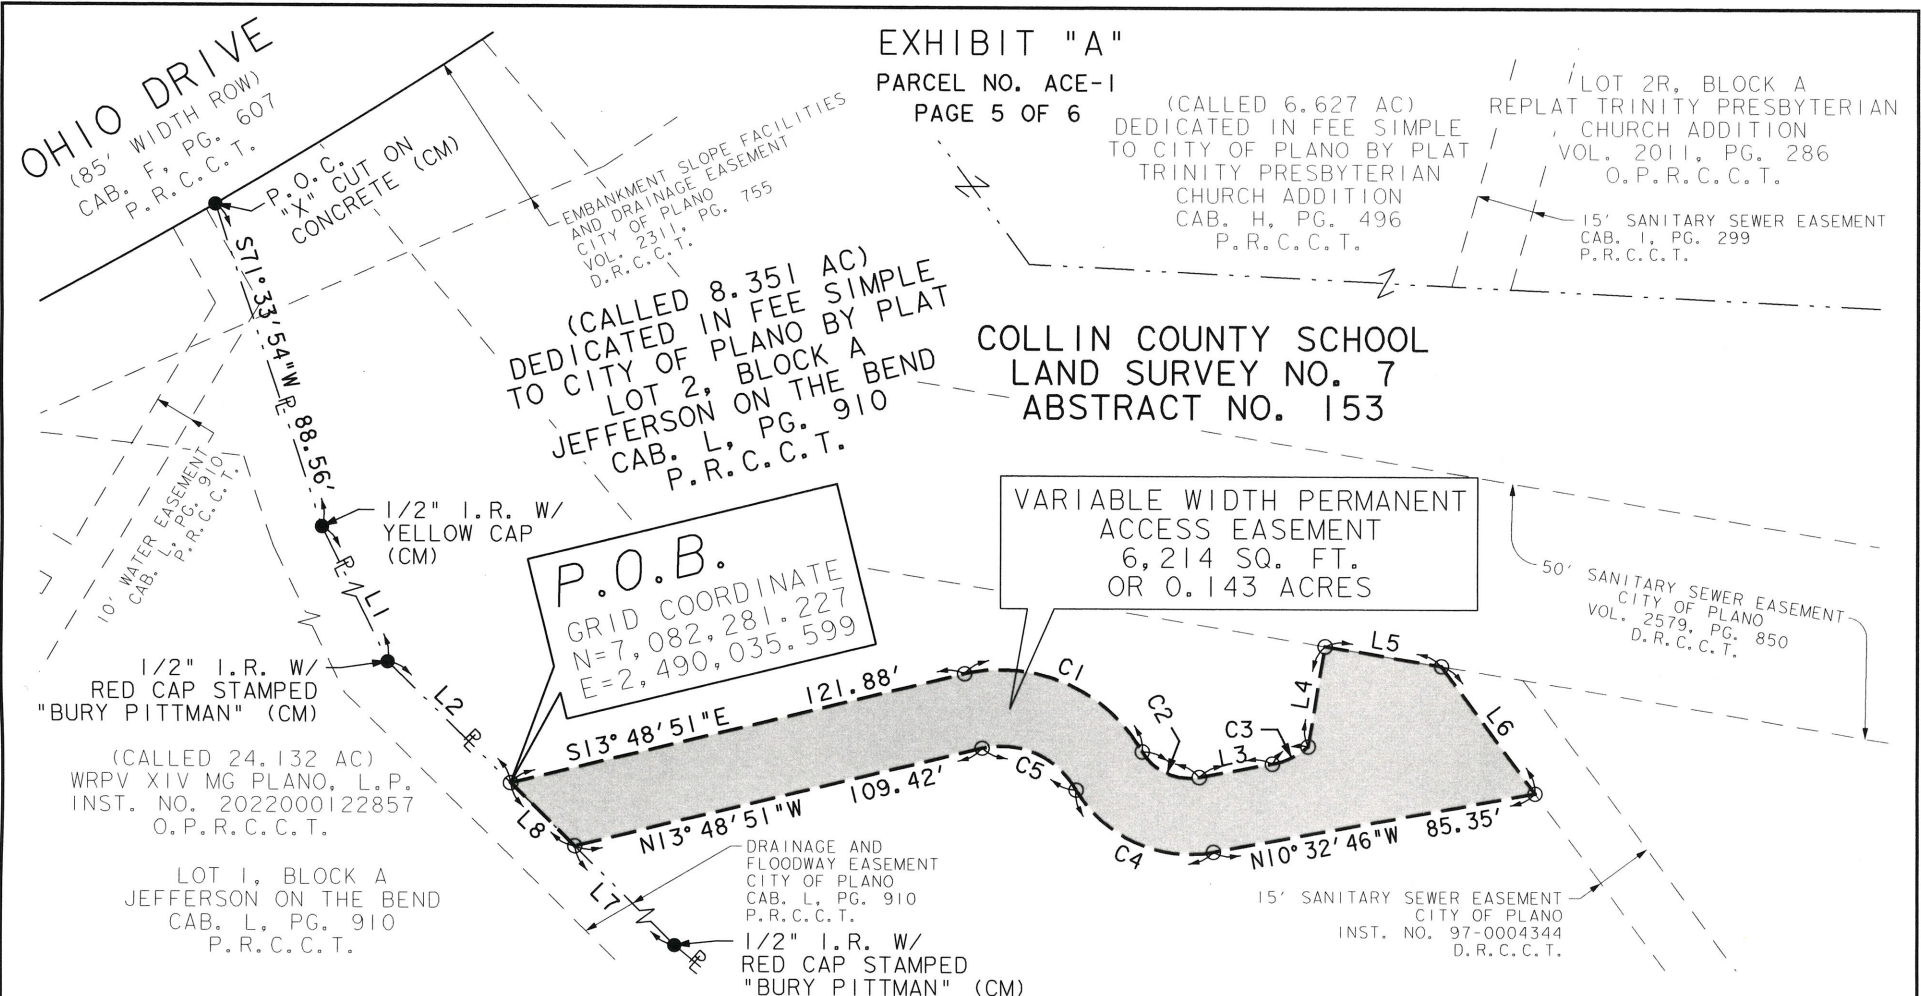 EXHIBIT "A"
PARCEL NO. ACE-1
PAGE 5 OF 6
OHIO DRIVE
(85' WIDTH ROW)
CAB. F, PG. 607
P.R.C.C.T.
P.O.C.
"X" CUT ON
CONCRETE (CM)
EMBANKMENT SLOPE FACILITIES
AND DRAINAGE EASEMENT
CITY OF PLANO
VOL. 2311, PG. 755
D.R.C.C.T.
(CALLED 6.627 AC)
DEDICATED IN FEE SIMPLE
TO CITY OF PLANO BY PLAT
TRINITY PRESBYTERIAN
CHURCH ADDITION
CAB. H, PG. 496
P.R.C.C.T.
LOT 2R, BLOCK A
REPLAT TRINITY PRESBYTERIAN
CHURCH ADDITION
VOL. 2011, PG. 286
O.P.R.C.C.T.
15' SANITARY SEWER EASEMENT
CAB. I, PG. 299
P.R.C.C.T.
S71°33'54"W 88.56'
(CALLED 8.351 AC)
DEDICATED IN FEE SIMPLE
TO CITY OF PLANO BY PLAT
LOT 2, BLOCK A
JEFFERSON ON THE BEND
CAB. L, PG. 910
P.R.C.C.T.
COLLIN COUNTY SCHOOL
LAND SURVEY NO. 7
ABSTRACT NO. 153
10' WATER EASEMENT
CAB. L, PG. 910
P.R.C.C.T.
1/2" I.R. W/
YELLOW CAP
(CM)
P.O.B.
GRID COORDINATE
N=7,082,281.227
E=2,490,035.599
VARIABLE WIDTH PERMANENT
ACCESS EASEMENT
6,214 SQ. FT.
OR 0.143 ACRES
50' SANITARY SEWER EASEMENT
CITY OF PLANO
VOL. 2579, PG. 850
D.R.C.C.T.
L1
1/2" I.R. W/
RED CAP STAMPED
"BURY PITTMAN" (CM)
L2
S13°48'51"E 121.88'
C1
C2
L3
C3
L4
L5
L6
(CALLED 24.132 AC)
WRPV XIV MG PLANO, L.P.
INST. NO. 2022000122857
O.P.R.C.C.T.
LOT 1, BLOCK A
JEFFERSON ON THE BEND
CAB. L, PG. 910
P.R.C.C.T.
L8
N13°48'51"W 109.42'
C5
C4
N10°32'46"W 85.35'
L7
DRAINAGE AND
FLOODWAY EASEMENT
CITY OF PLANO
CAB. L, PG. 910
P.R.C.C.T.
1/2" I.R. W/
RED CAP STAMPED
"BURY PITTMAN" (CM)
15' SANITARY SEWER EASEMENT
CITY OF PLANO
INST. NO. 97-0004344
D.R.C.C.T.